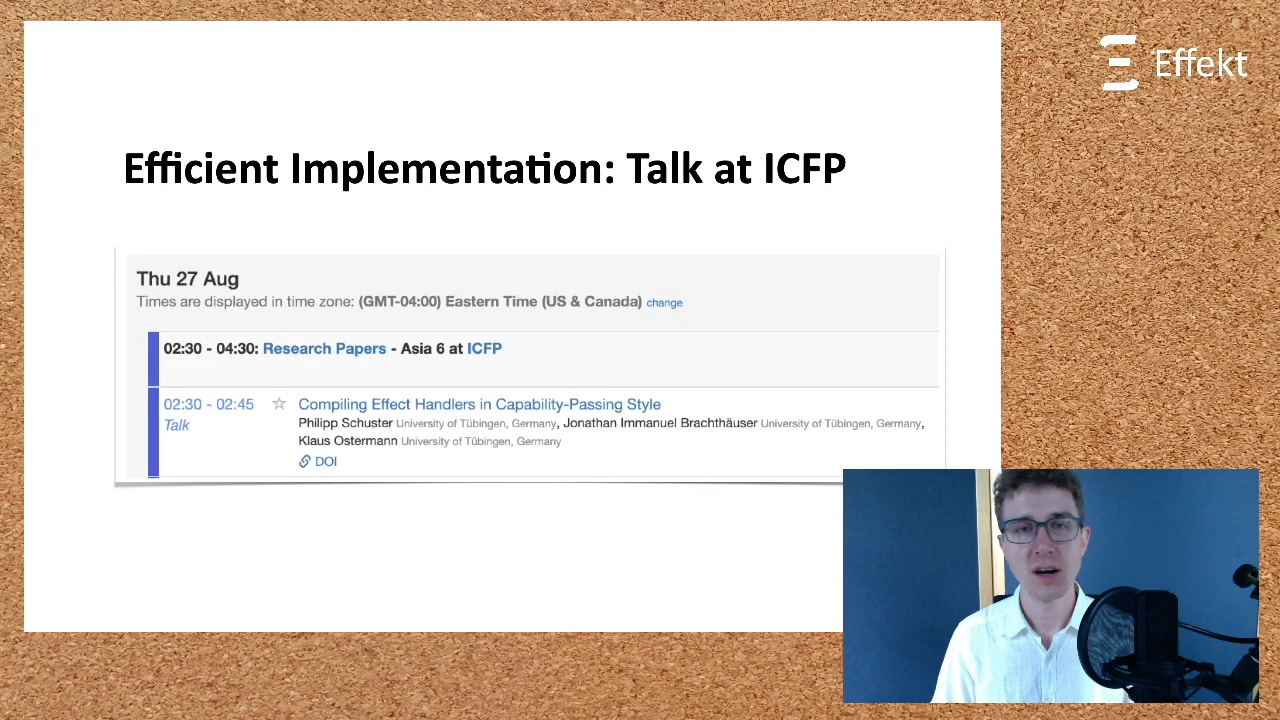 Effekt
Efficient Implementation: Talk at ICFP
Thu 27 Aug
Times are displayed in time zone: (GMT-04:00) Eastern Time (US & Canada) change
02:30 - 04:30: Research Papers - Asia 6 at ICFP
02:30 - 02:45 ☆ Compiling Effect Handlers in Capability-Passing Style
Talk Philipp Schuster University of Tübingen, Germany, Jonathan Immanuel Brachthäuser University of Tübingen, Germany,
Klaus Ostermann University of Tübingen, Germany
DOI